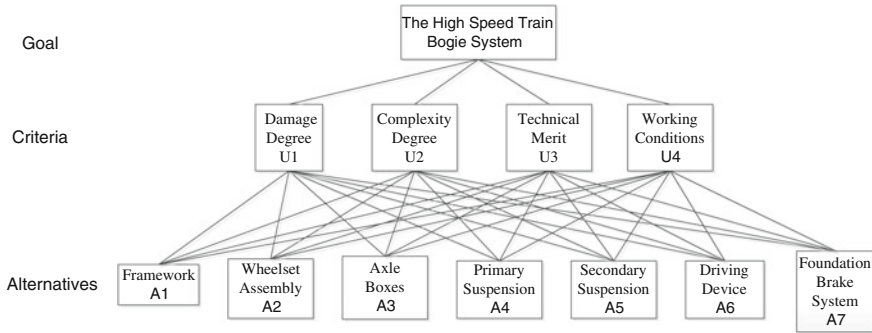 Goal
The High Speed Train
Bogie System
Criteria
Damage
Degree
U1
Complexity
Degree
U2
Technical
Merit
U3
Working
Conditions
U4
Alternatives
Framework
A1
Wheelset
Assembly
A2
Axle
Boxes
A3
Primary
Suspension
A4
Secondary
Suspension
A5
Driving
Device
A6
Foundation
Brake
System
A7